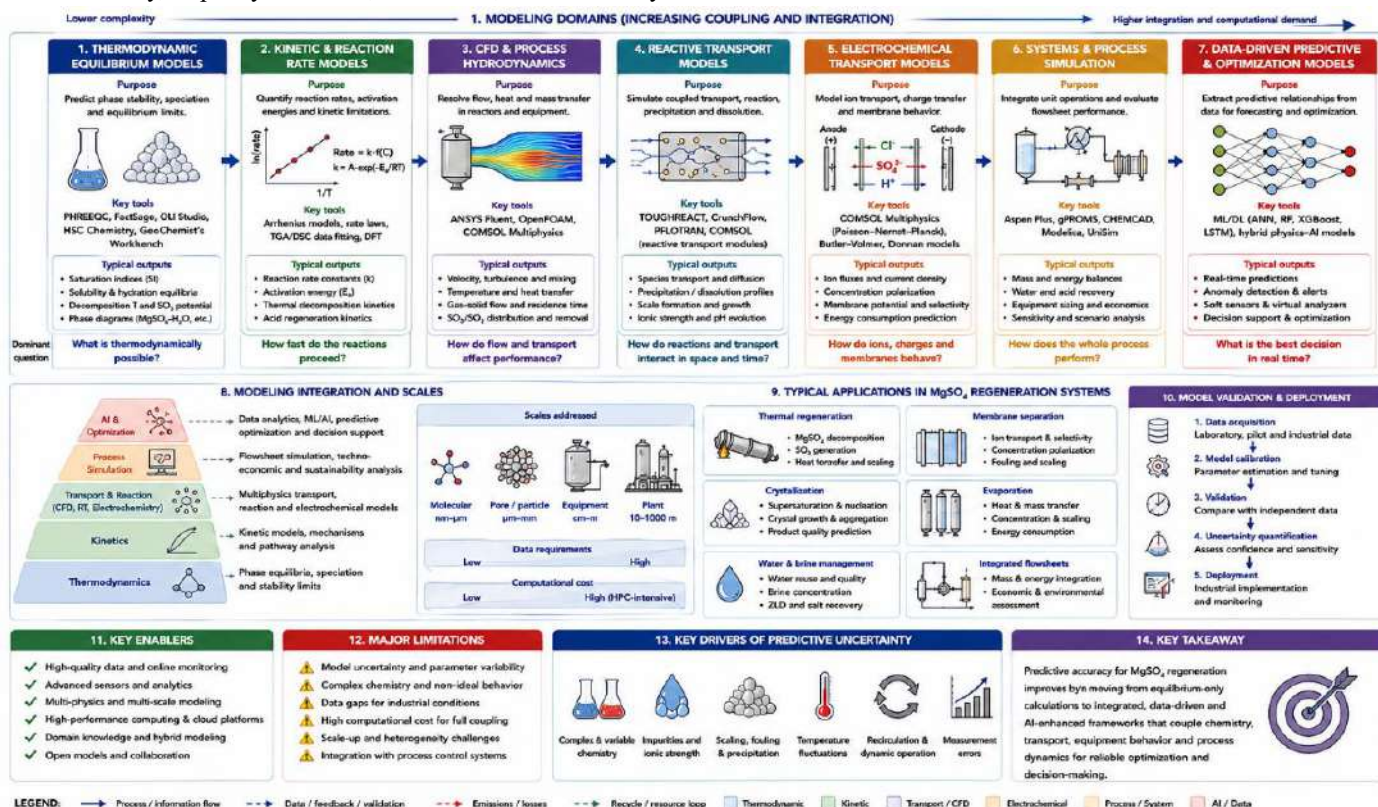 Lower complexity
1. MODELING DOMAINS (INCREASING COUPLING AND INTEGRATION)
Higher integration and computational demand
1. THERMODYNAMIC
EQUILIBRIUM MODELS
Purpose
Predict phase stability, speciation
and equilibrium limits.
Key tools
PHREEQC, FactSage, OLI Studio,
HSC Chemistry, GeoChemist's
Workbench
Typical outputs
• Saturation indices (SI)
• Solubility & hydration equilibria
• Decomposition T and SO₃ potential
• Phase diagrams (MgSO₄–H₂O, etc.)
2. KINETIC & REACTION
RATE MODELS
Purpose
Quantify reaction rates, activation
energies and kinetic limitations.
ln(rate)
Rate = k·f(C)
k = A·exp(–Eₐ/RT)
1/T
Key tools
Arrhenius models, rate laws,
TGA/DSC data fitting, DFT
Typical outputs
• Reaction rate constants (k)
• Activation energy (Eₐ)
• Thermal decomposition kinetics
• Acid regeneration kinetics
3. CFD & PROCESS
HYDRODYNAMICS
Purpose
Resolve flow, heat and mass transfer
in reactors and equipment.
Key tools
ANSYS Fluent, OpenFOAM,
COMSOL Multiphysics
Typical outputs
• Velocity, turbulence and mixing
• Temperature and heat transfer
• Gas-solid flow and residence time
• SO₂/SO₃ distribution and removal
4. REACTIVE TRANSPORT
MODELS
Purpose
Simulate coupled transport, reaction,
precipitation and dissolution.
Key tools
TOUGHREACT, CrunchFlow,
PFLOTRAN, COMSOL
(reactive transport modules)
Typical outputs
• Species transport and diffusion
• Precipitation / dissolution profiles
• Scale formation and growth
• Ionic strength and pH evolution
5. ELECTROCHEMICAL
TRANSPORT MODELS
Purpose
Model ion transport, charge transfer
and membrane behavior.
Anode
(+)
Cathode
(–)
Cl⁻
SO₄²⁻
H⁺
Key tools
COMSOL Multiphysics
(Poisson–Nernst–Planck),
Butler–Volmer, Donnan models
Typical outputs
• Ion fluxes and current density
• Concentration polarization
• Membrane potential and selectivity
• Energy consumption prediction
6. SYSTEMS & PROCESS
SIMULATION
Purpose
Integrate unit operations and evaluate
flowsheet performance.
Key tools
Aspen Plus, gPROMS, CHEMCAD,
Modelica, UniSim
Typical outputs
• Mass and energy balances
• Water and acid recovery
• Equipment sizing and economics
• Sensitivity and scenario analysis
7. DATA-DRIVEN PREDICTIVE
& OPTIMIZATION MODELS
Purpose
Extract predictive relationships from
data for forecasting and optimization.
Key tools
ML/DL (ANN, RF, XGBoost,
LSTM), hybrid physics–AI models
Typical outputs
• Real-time predictions
• Anomaly detection & alerts
• Soft sensors & virtual analyzers
• Decision support & optimization
Dominant
question
What is thermodynamically
possible?
How fast do the reactions
proceed?
How do flow and transport
affect performance?
How do reactions and transport
interact in space and time?
How do ions, charges and
membranes behave?
How does the whole process
perform?
What is the best decision
in real time?
8. MODELING INTEGRATION AND SCALES
AI &
Optimization
Data analytics, ML/AI, predictive
optimization and decision support
Process
Simulation
Flowsheet simulation, techno-
economic and sustainability analysis
Transport & Reaction
(CFD, RT, Electrochemistry)
Multiphysics transport,
reaction and electrochemical models
Kinetics
Kinetic models, mechanisms
and pathway analysis
Thermodynamics
Phase equilibria, speciation
and stability limits
Scales addressed
Molecular
nm–μm
Pore / particle
μm–mm
Equipment
cm–m
Plant
10–1000 m
Data requirements
Low
High
Computational cost
Low
High (HPC-intensive)
9. TYPICAL APPLICATIONS IN MgSO₄ REGENERATION SYSTEMS
Thermal regeneration
• MgSO₄ decomposition
• SO₃ generation
• Heat transfer and scaling
Membrane separation
• Ion transport & selectivity
• Concentration polarization
• Fouling and scaling
Crystallization
• Supersaturation & nucleation
• Crystal growth & aggregation
• Product quality prediction
Evaporation
• Heat & mass transfer
• Concentration & scaling
• Energy consumption
Water & brine management
• Water reuse and quality
• Brine concentration
• ZLD and salt recovery
Integrated flowsheets
• Mass & energy integration
• Economic & environmental
assessment
10. MODEL VALIDATION & DEPLOYMENT
1. Data acquisition
Laboratory, pilot and industrial data
2. Model calibration
Parameter estimation and tuning
3. Validation
Compare with independent data
4. Uncertainty quantification
Assess confidence and sensitivity
5. Deployment
Industrial implementation
and monitoring
11. KEY ENABLERS
High-quality data and online monitoring
Advanced sensors and analytics
Multi-physics and multi-scale modeling
High-performance computing & cloud platforms
Domain knowledge and hybrid modeling
Open models and collaboration
12. MAJOR LIMITATIONS
Model uncertainty and parameter variability
Complex chemistry and non-ideal behavior
Data gaps for industrial conditions
High computational cost for full coupling
Scale-up and heterogeneity challenges
Integration with process control systems
13. KEY DRIVERS OF PREDICTIVE UNCERTAINTY
Complex & variable
chemistry
Impurities and
ionic strength
Scaling, fouling
& precipitation
Temperature
fluctuations
Recirculation &
dynamic operation
Measurement
errors
14. KEY TAKEAWAY
Predictive accuracy for MgSO₄ regeneration
improves by'n moving from equilibrium-only
calculations to integrated, data-driven and
AI-enhanced frameworks that couple chemistry,
transport, equipment behavior and process
dynamics for reliable optimization and
decision-making.
LEGEND:
Process / information flow
Data / feedback / validation
Emissions / losses
Recycle / resource loop
Thermodynamic
Kinetic
Transport / CFD
Electrochemical
Process / System
AI / Data